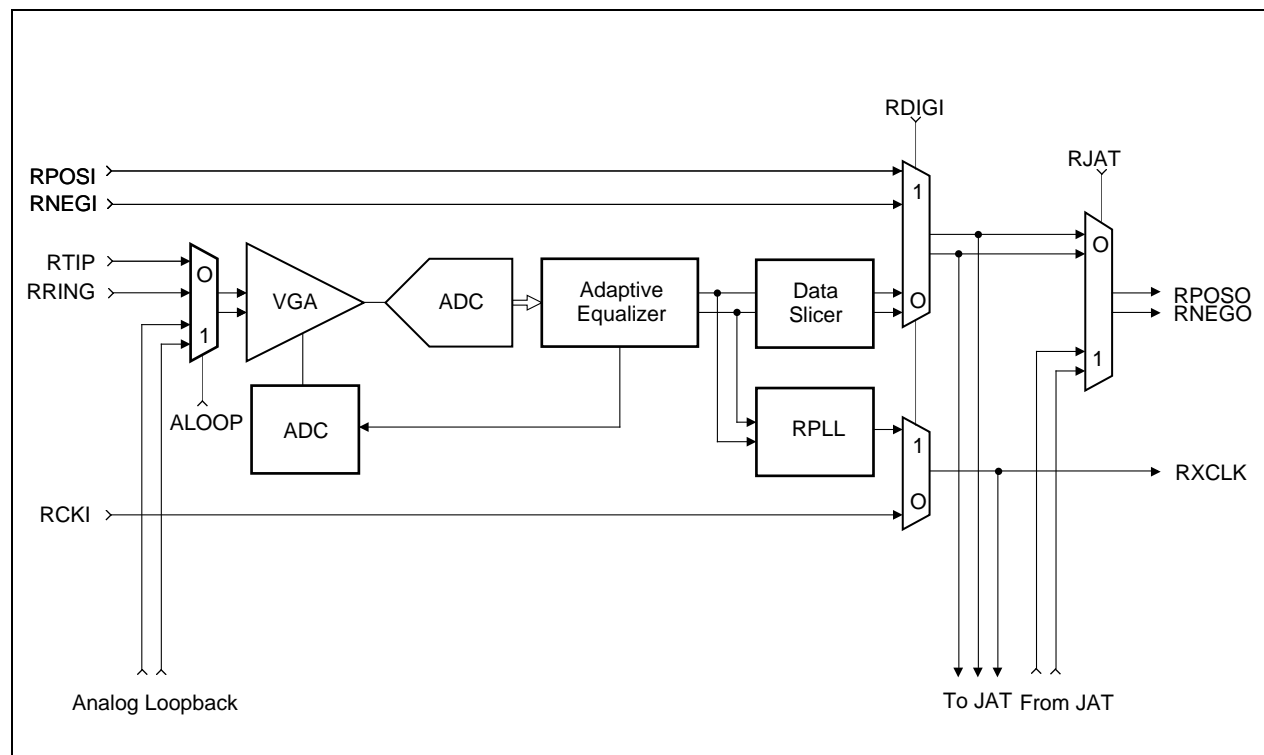 RDIGI
RJAT
RPOSI
RNEGI
1
O
RTIP
RRING
O
1
VGA
ADC
Adaptive
Equalizer
Data
Slicer
O
RPOSO
RNEGO
1
ALOOP
ADC
RPLL
1
O
RXCLK
RCKI
Analog Loopback
To JAT
From JAT